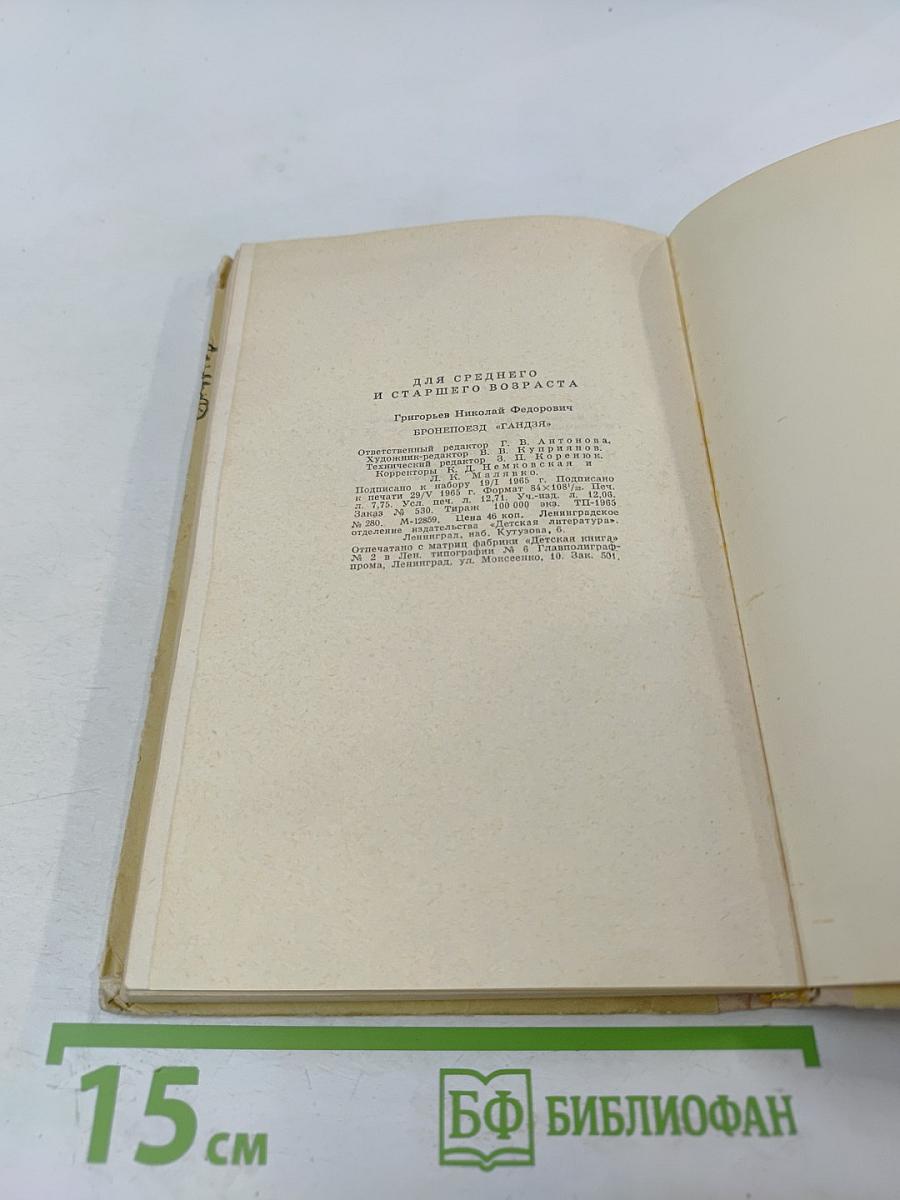 ДЛЯ СРЕДНЕГО
И СТАРШЕГО ВОЗРАСТА
Григорьев Николай Федорович
БРОНЕПОЕЗД «ГАНДЗЯ»
Ответственный редактор Г. В. Антонова.
Художник-редактор В. В. Куприянов.
Технический редактор З. П. Коренюк.
Корректоры К. Д. Немковская и
Л. К. Малявко.
Подписано к набору 19/I 1965 г. Подписано
к печати 29/V 1965 г. Формат 84×108¹/₃₂. Печ.
л. 7,75. Усл. печ. л. 12,71. Уч.-изд. л. 12,06.
Заказ № 530. Тираж 100 000 экз. ТП-1965
№ 280. М-12859. Цена 46 коп. Ленинградское
отделение издательства «Детская литература».
Ленинград, наб. Кутузова, 6.
Отпечатано с матриц фабрики «Детская книга»
№ 2 в Лен. типографии № 6 Главполиграф-
прома, Ленинград, ул. Моисеенко, 10. Зак. 501.
15 см
БФ БИБЛИОФАН